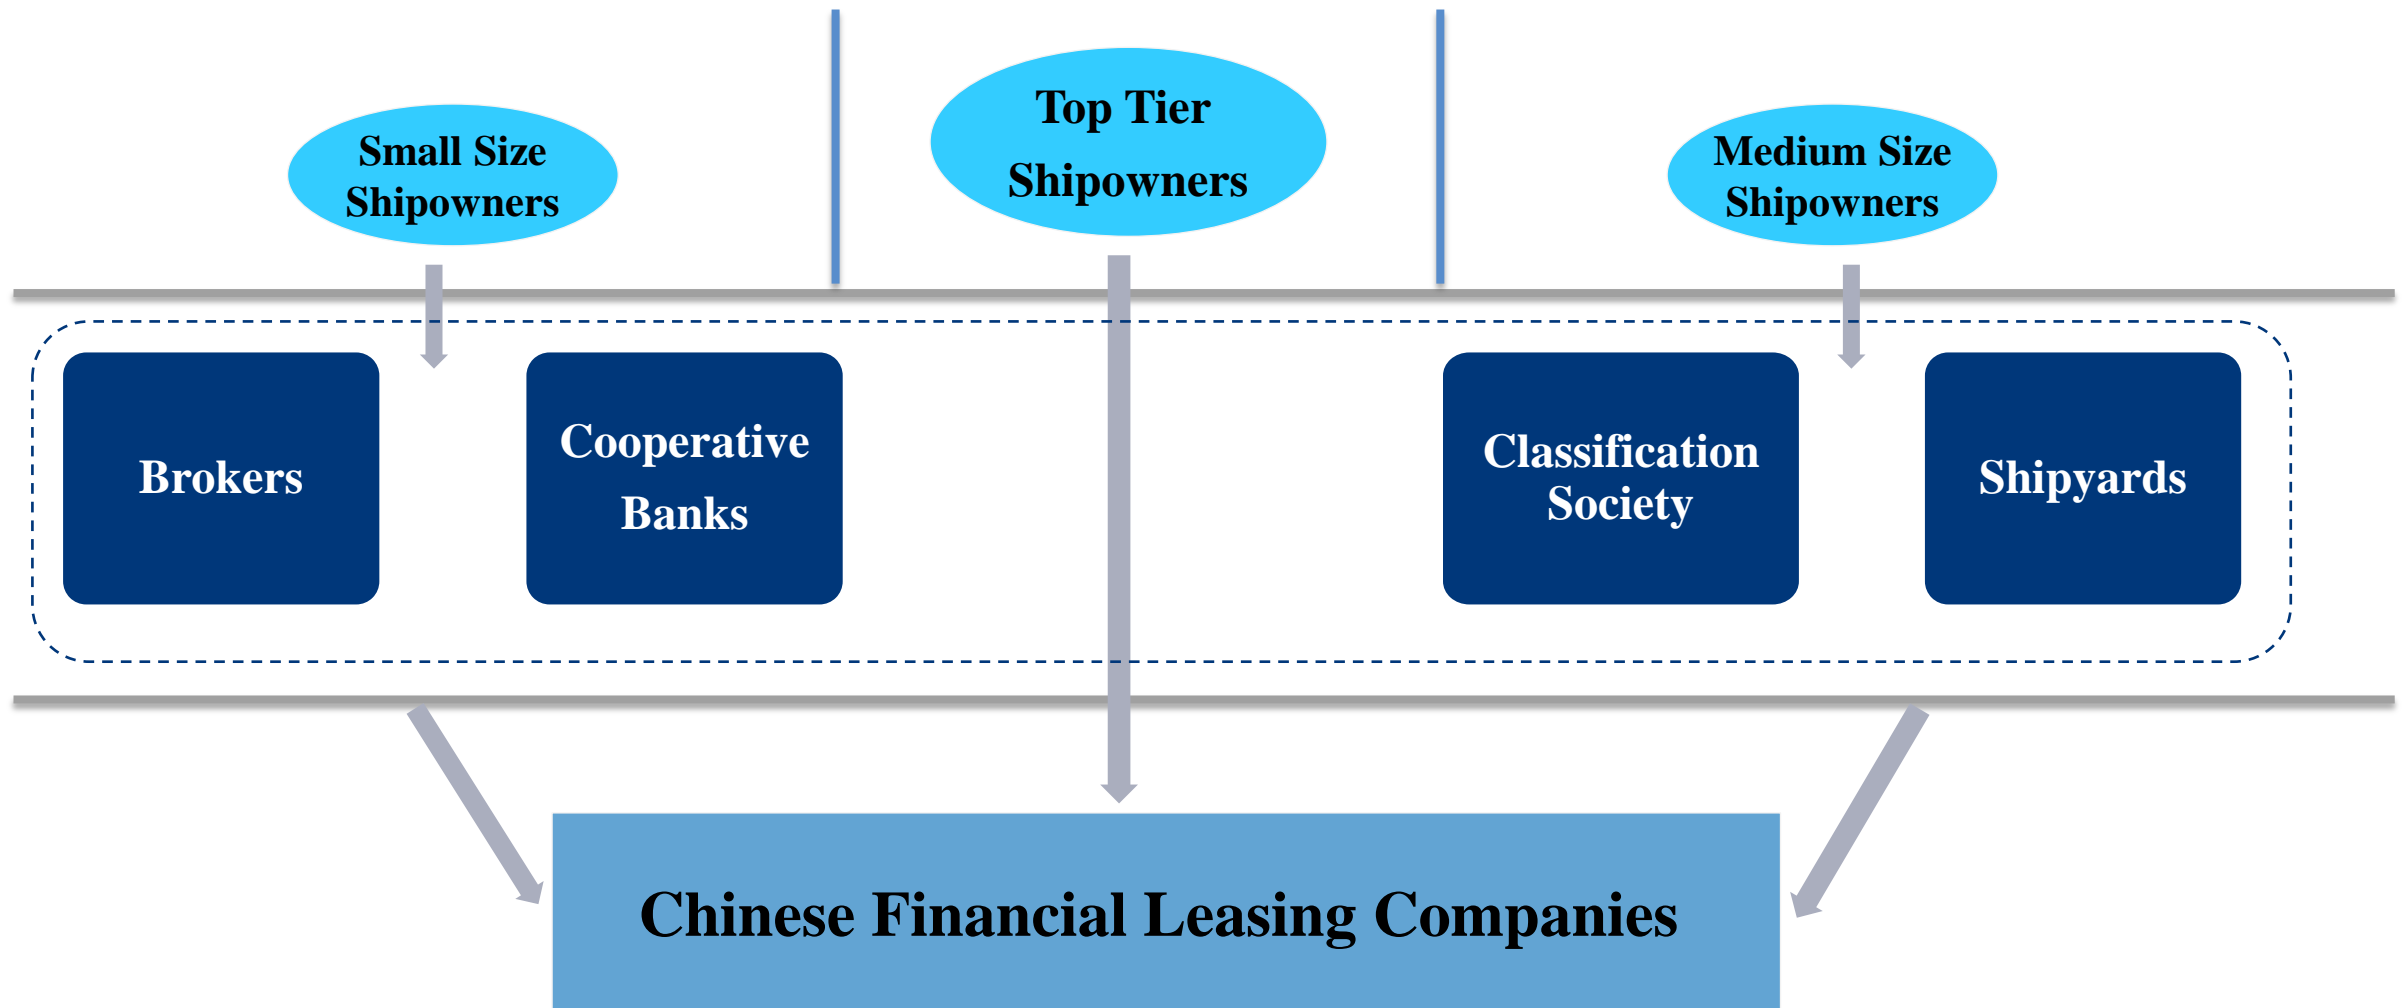 Small Size
Shipowners
Top Tier
Shipowners
Medium Size
Shipowners
Brokers
Cooperative
Banks
Classification
Society
Shipyards
Chinese Financial Leasing Companies